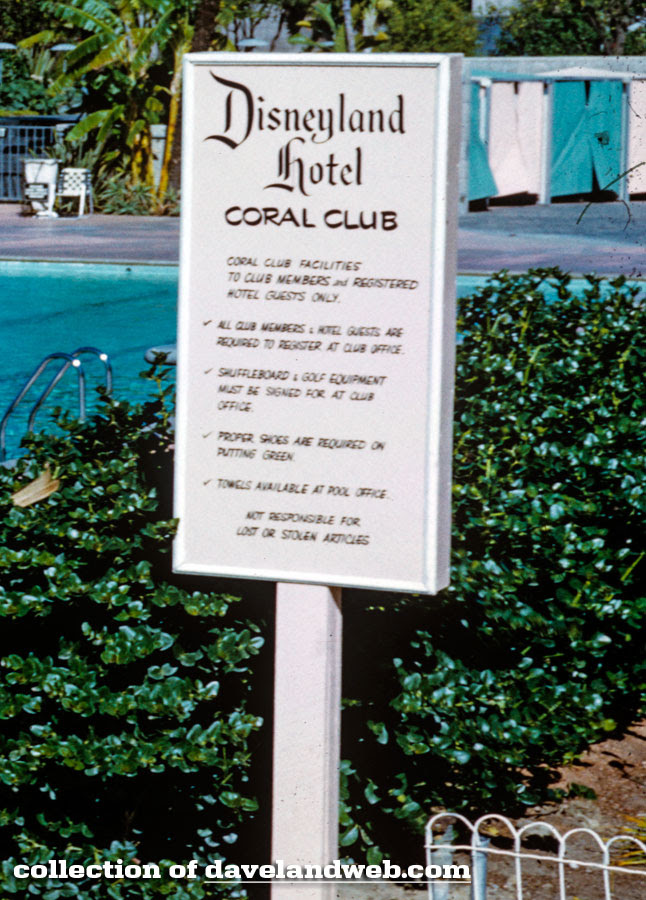 Disneyland
Hotel
CORAL CLUB
CORAL CLUB FACILITIES
TO CLUB MEMBERS and REGISTERED
HOTEL GUESTS ONLY.
✓ ALL CLUB MEMBERS & HOTEL GUESTS ARE
REQUIRED TO REGISTER AT CLUB OFFICE.
✓ SHUFFLEBOARD & GOLF EQUIPMENT
MUST BE SIGNED FOR AT CLUB
OFFICE.
✓ PROPER SHOES ARE REQUIRED ON
PUTTING GREEN.
✓ TOWELS AVAILABLE AT POOL OFFICE.
NOT RESPONSIBLE FOR
LOST OR STOLEN ARTICLES
collection of davelandweb.com